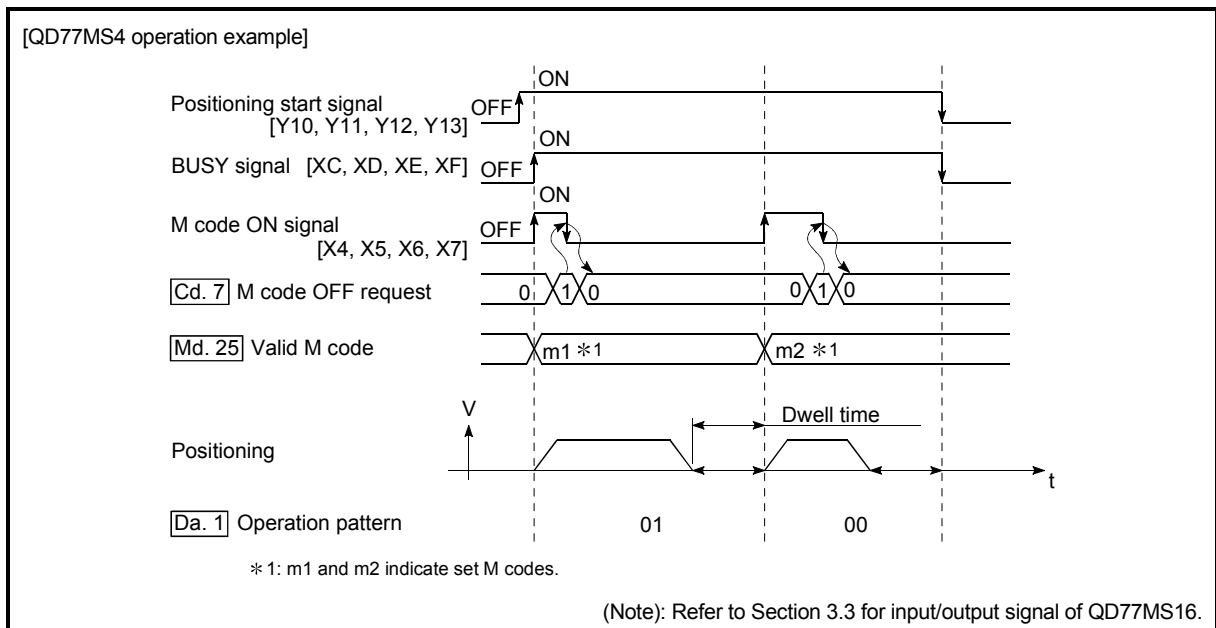 [QD77MS4 operation example]
ON
Positioning start signal
OFF
[Y10, Y11, Y12, Y13]
ON
BUSY signal [XC, XD, XE, XF]
OFF
ON
M code ON signal
OFF
[X4, X5, X6, X7]
Cd. 7 M code OFF request
0 1 0 0 1 0
Md. 25 Valid M code
m1 *1 m2 *1
V
Dwell time
Positioning
t
Da. 1 Operation pattern
01 00
*1: m1 and m2 indicate set M codes.
(Note): Refer to Section 3.3 for input/output signal of QD77MS16.